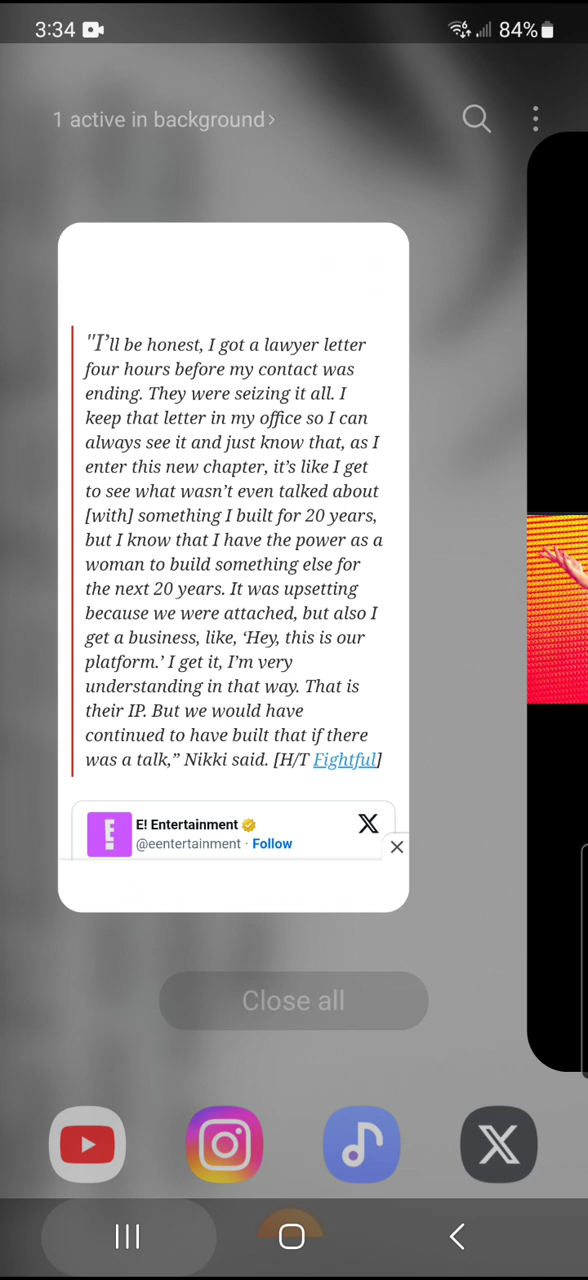 3:34
84%
1 active in background>
"I’ll be honest, I got a lawyer letter
four hours before my contact was
ending. They were seizing it all. I
keep that letter in my office so I can
always see it and just know that, as I
enter this new chapter, it’s like I get
to see what wasn’t even talked about
[with] something I built for 20 years,
but I know that I have the power as a
woman to build something else for
the next 20 years. It was upsetting
because we were attached, but also I
get a business, like, ‘Hey, this is our
platform.’ I get it, I’m very
understanding in that way. That is
their IP. But we would have
continued to have built that if there
was a talk,” Nikki said. [H/T Fightful]
E! Entertainment
@eentertainment · Follow
Close all